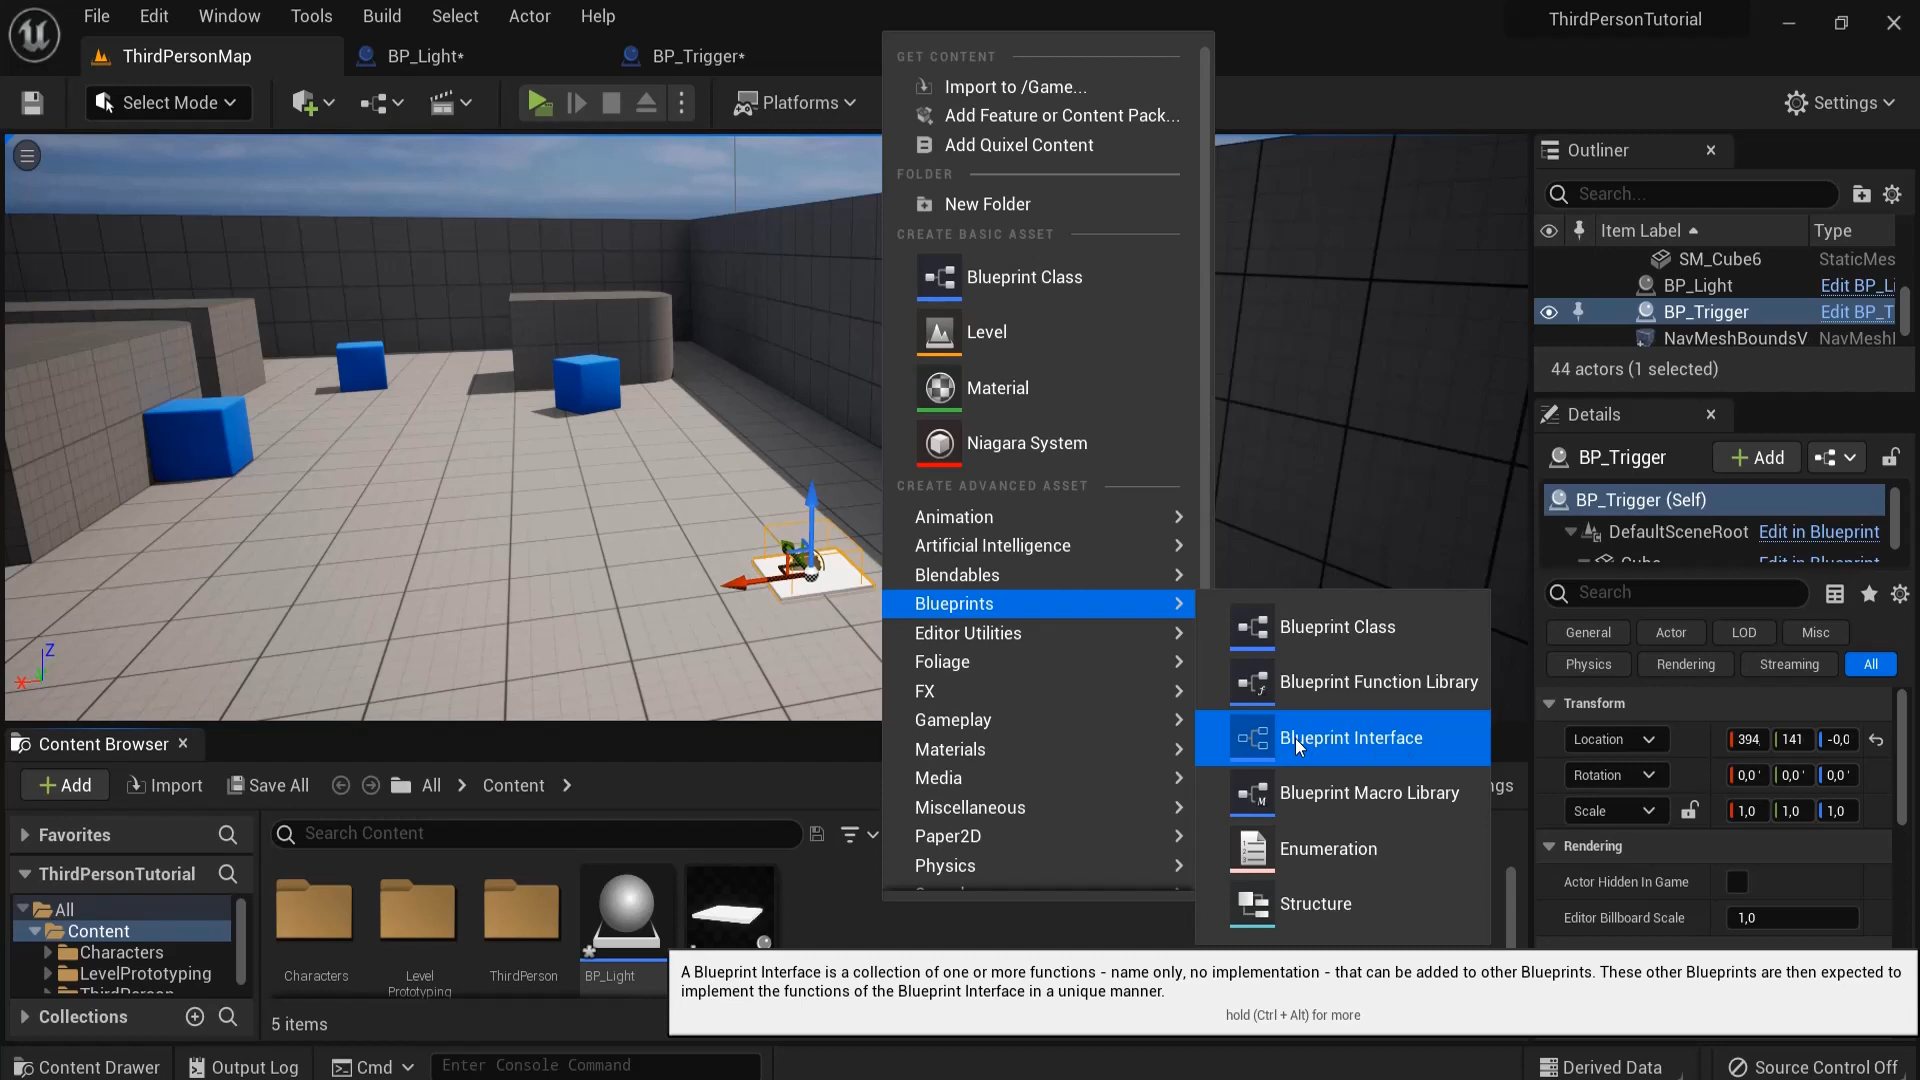 File Edit Window Tools Build Select Actor Help
ThirdPersonTutorial
ThirdPersonMap
BP_Light*
BP_Trigger*
Select Mode
Platforms
Settings
GET CONTENT
Import to /Game...
Add Feature or Content Pack...
Add Quixel Content
FOLDER
New Folder
CREATE BASIC ASSET
Blueprint Class
Level
Material
Niagara System
CREATE ADVANCED ASSET
Animation
Artificial Intelligence
Blendables
Blueprints
Editor Utilities
Foliage
FX
Gameplay
Materials
Media
Miscellaneous
Paper2D
Physics
Blueprint Class
Blueprint Function Library
Blueprint Interface
Blueprint Macro Library
Enumeration
Structure
Z
X
Outliner
Search...
Item Label Type
SM_Cube6 StaticMes
BP_Light Edit BP_Li
BP_Trigger Edit BP_T
NavMeshBoundsV NavMeshI
44 actors (1 selected)
Details
BP_Trigger
Add
BP_Trigger (Self)
DefaultSceneRoot Edit in Blueprint
Cube Edit in Blueprint
Search
General Actor LOD Misc
Physics Rendering Streaming All
Transform
Location 394, 141 -0,0
Rotation 0,0 0,0 0,0
Scale 1,0 1,0 1,0
Rendering
Actor Hidden In Game
Editor Billboard Scale 1,0
Content Browser
Add Import Save All All Content
ngs
Favorites
ThirdPersonTutorial
All
Content
Characters
LevelPrototyping
ThirdPerson
Collections
Search Content
Characters
Level
Prototyping
ThirdPerson
BP_Light
5 items
A Blueprint Interface is a collection of one or more functions - name only, no implementation - that can be added to other Blueprints. These other Blueprints are then expected to
implement the functions of the Blueprint Interface in a unique manner.
hold (Ctrl + Alt) for more
Content Drawer Output Log Cmd Enter Console Command
Derived Data Source Control Off